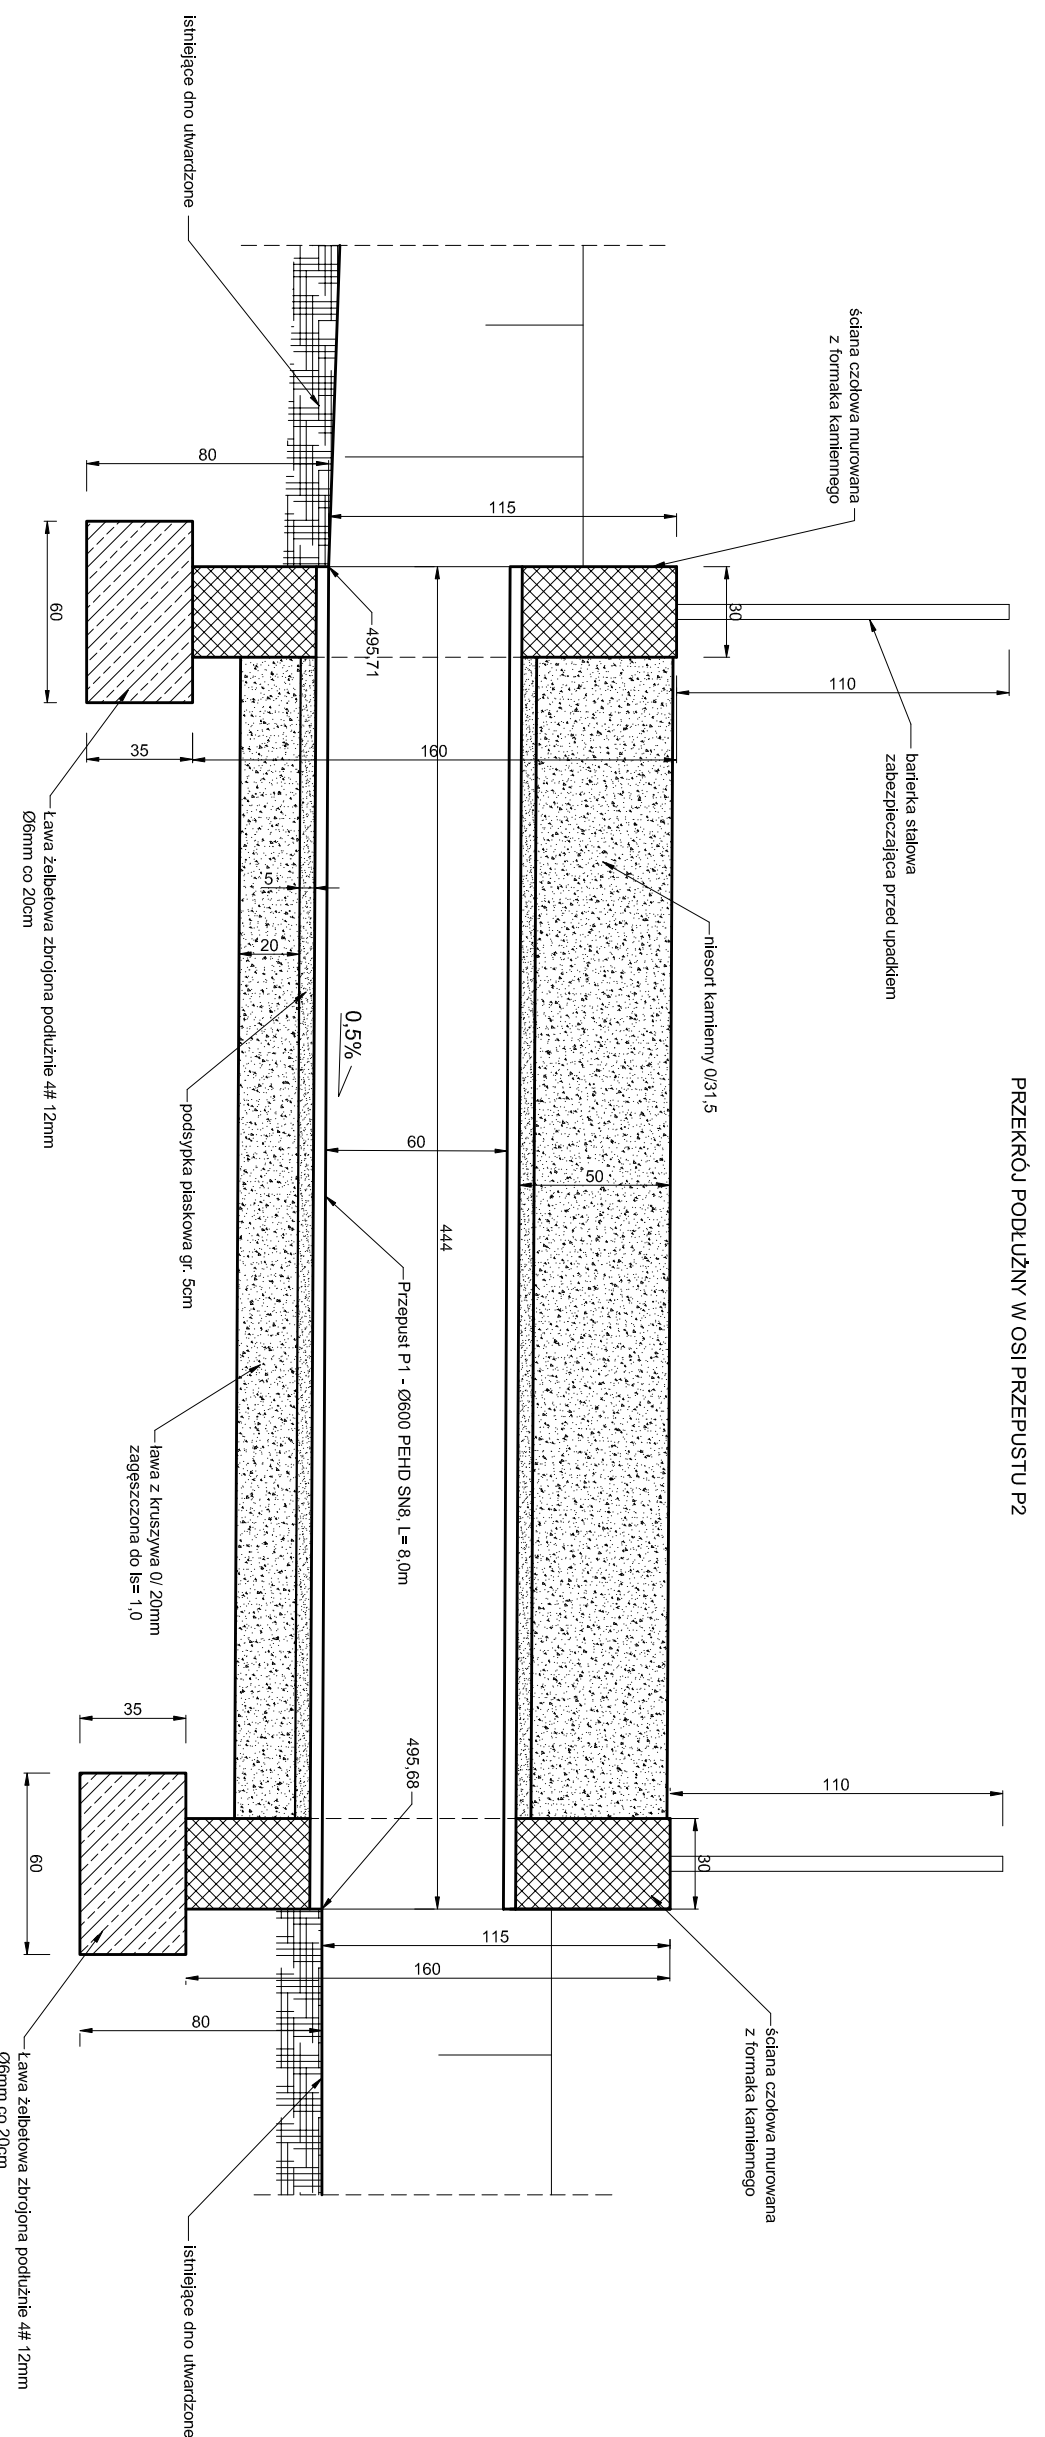 PRZEKRÓJ PODŁUŻNY W OSI PRZEPUSTU P2
istniejące dno utwardzone
ściana czołowa murowana
z formaka kamiennego
barierka stalowa
zabezpieczająca przed upadkiem
niesort kamienny 0/31,5
Przepust P1 - Ø600 PEHD SN8, L= 8,0m
podsypka piaskowa gr. 5cm
ława z kruszywa 0/ 20mm
zagęszczona do Is= 1,0
Ława żelbetowa zbrojona podłużnie 4# 12mm
Ø6mm co 20cm
ściana czołowa murowana
z formaka kamiennego
istniejące dno utwardzone
Ława żelbetowa zbrojona podłużnie 4# 12mm
Ø6mm co 20cm
495,71
495,68
0,5%
80
115
60
30
110
35
160
5
20
60
50
444
35
60
110
30
115
160
80